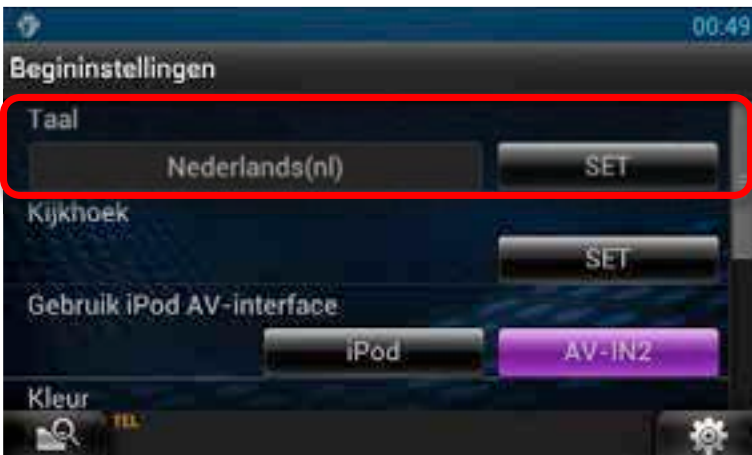 00:49
Begininstellingen
Taal
Nederlands(nl) SET
Kijkhoek
SET
Gebruik iPod AV-interface
iPod AV-IN2
Kleur
TEL